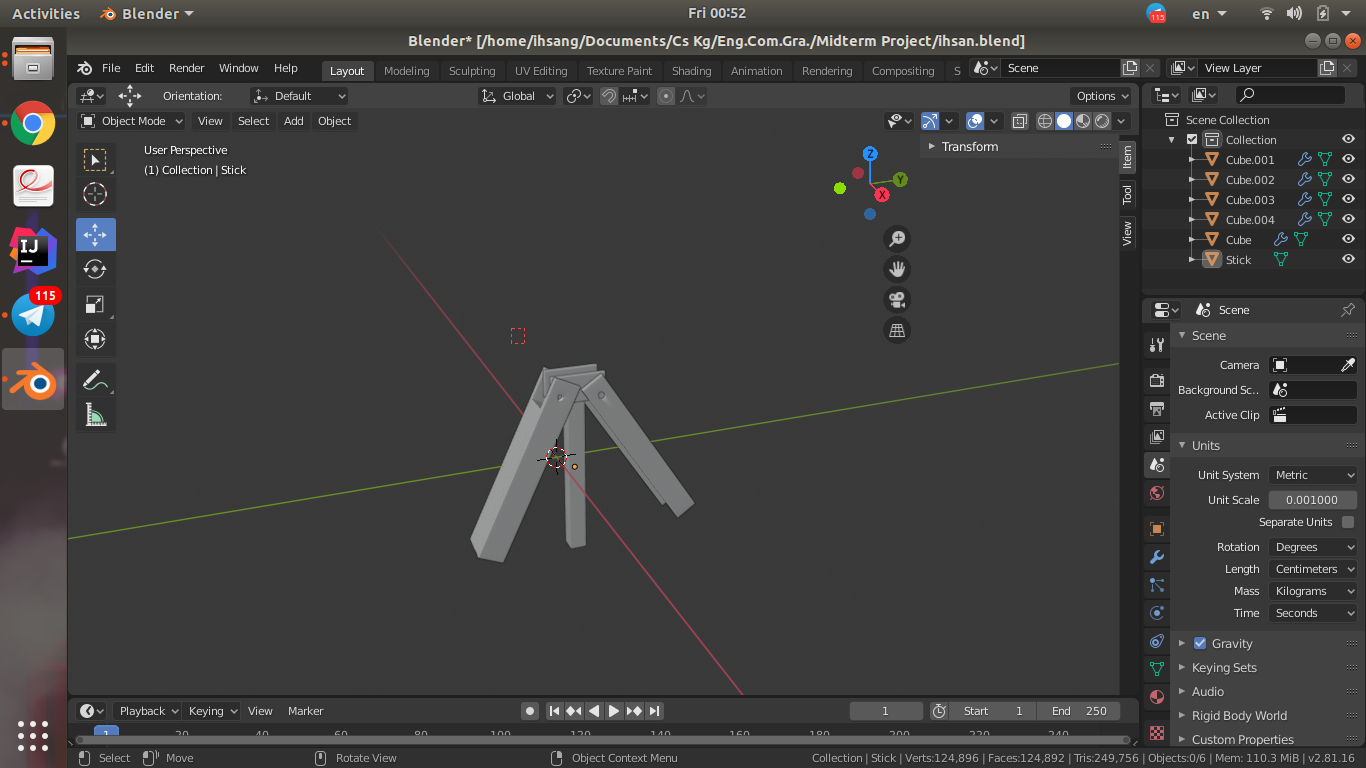 Activities Blender Fri 00:52 115 en
Blender* [/home/ihsang/Documents/Cs Kg/Eng.Com.Gra./Midterm Project/ihsan.blend]
File Edit Render Window Help Layout Modeling Sculpting UV Editing Texture Paint Shading Animation Rendering Compositing S Scene View Layer
Orientation: Default Global Options
Object Mode View Select Add Object
User Perspective
(1) Collection | Stick
Transform
Item
Tool
View
Z
Y
X
IJ
115
Scene Collection
Collection
Cube.001
Cube.002
Cube.003
Cube.004
Cube
Stick
Scene
Scene
Camera
Background Sc..
Active Clip
Units
Unit System Metric
Unit Scale 0.001000
Separate Units
Rotation Degrees
Length Centimeters
Mass Kilograms
Time Seconds
Gravity
Keying Sets
Audio
Rigid Body World
Custom Properties
Playback Keying View Marker 1 Start 1 End 250
1 20 40 60 80 100 120 140 160 180 200 220 240
Select Move Rotate View Object Context Menu Collection | Stick | Verts:124,896 | Faces:124,892 | Tris:249,756 | Objects:0/6 | Mem: 110.3 MiB | v2.81.16